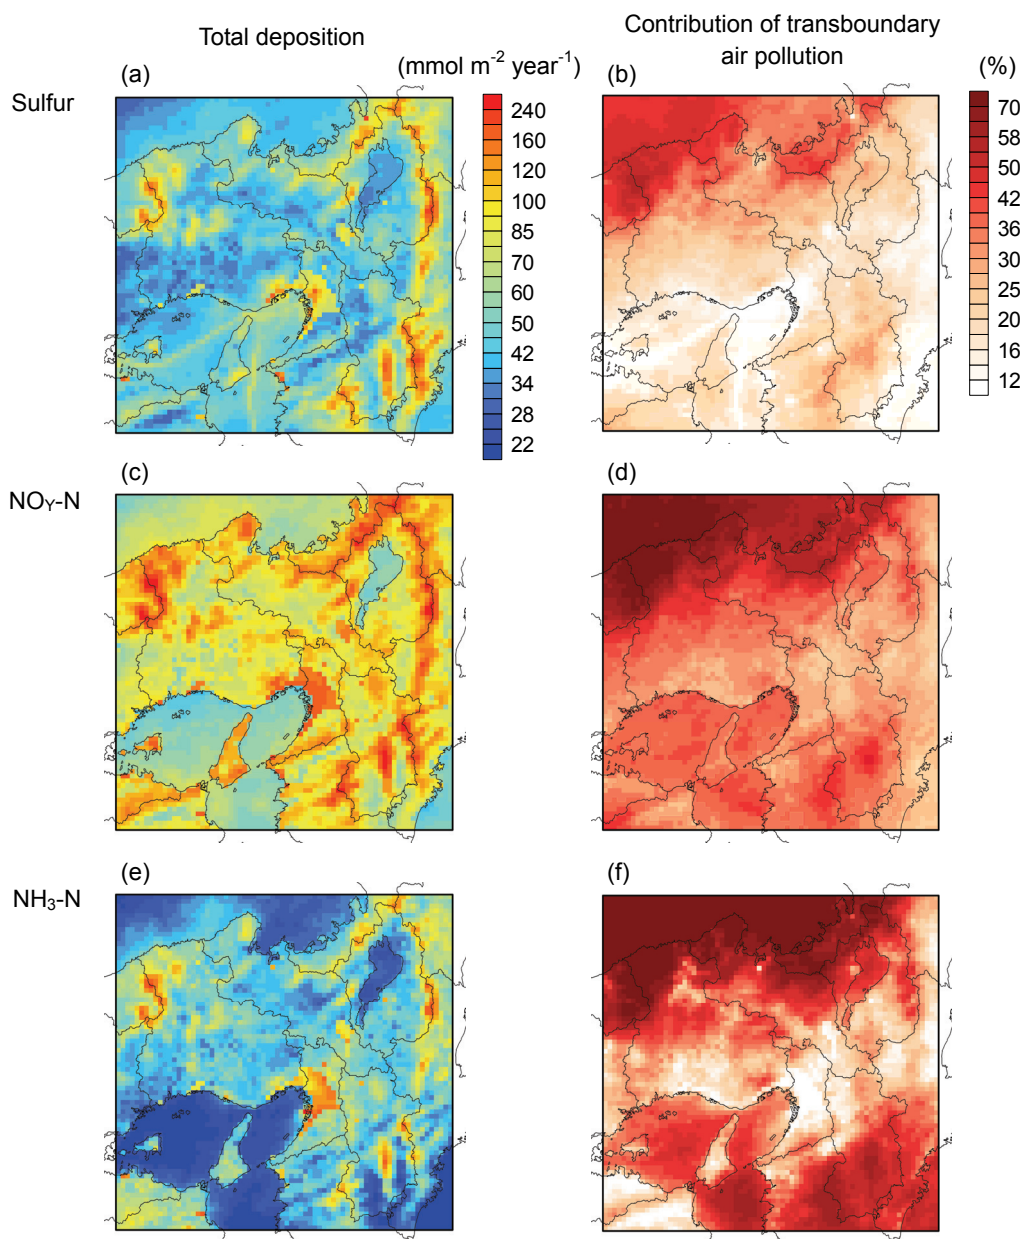 Total deposition
Contribution of transboundary
air pollution
(a)
(mmol m⁻² year⁻¹)
(b)
(%)
Sulfur
240
160
120
100
85
70
60
50
42
34
28
22
70
58
50
42
36
30
25
20
16
12
(c)
(d)
NOY-N
(e)
(f)
NH₃-N